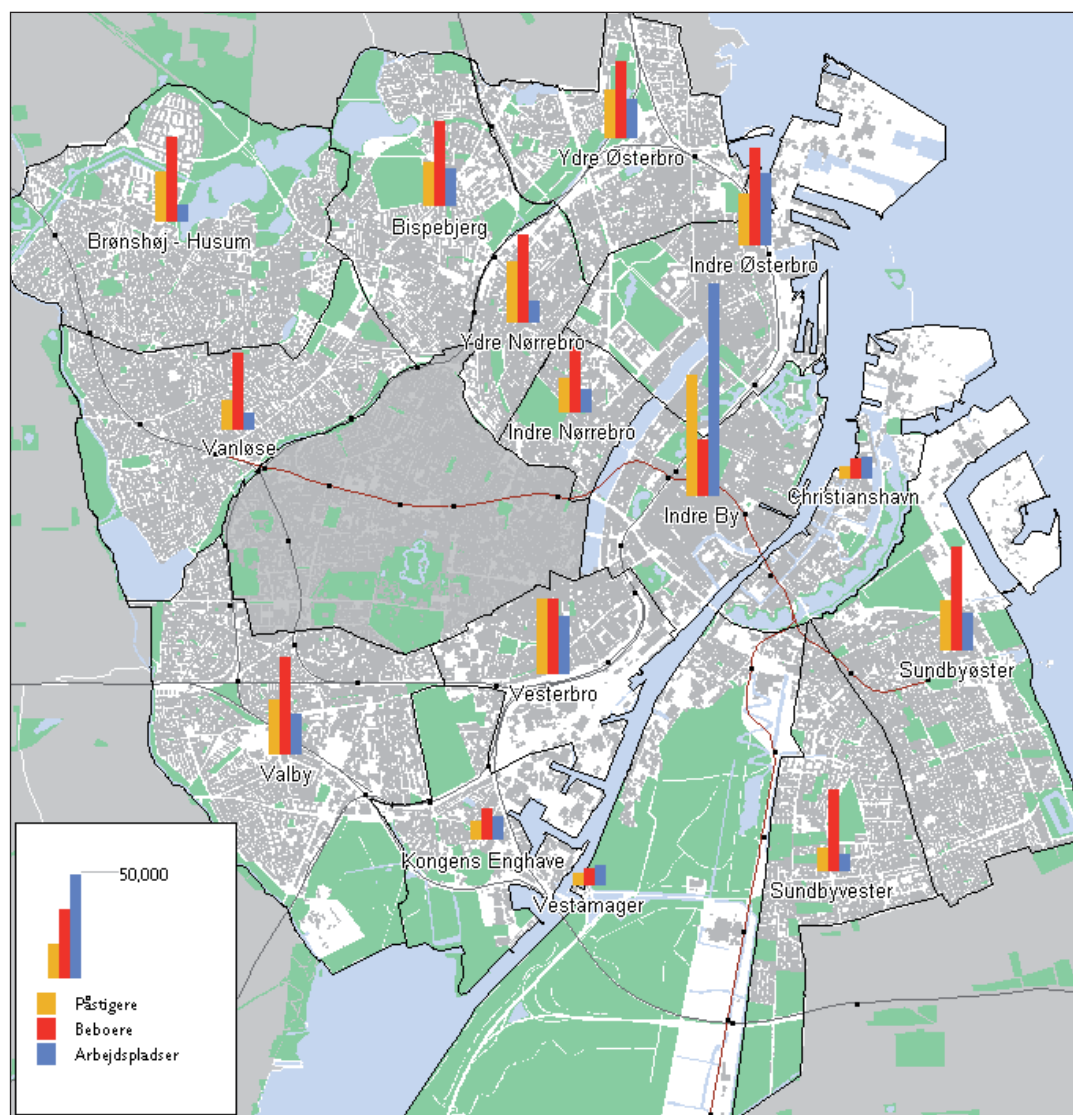 Ydre Østerbro
Bispebjerg
Brønshøj - Husum
Indre Østerbro
Ydre Nørrebro
Indre Nørrebro
Vanløse
Christianshavn
Indre By
Sundbyøster
Vesterbro
Valby
Kongens Enghave
Vestamager
Sundbyvester
50,000
Påstigere
Beboere
Arbejdspladser